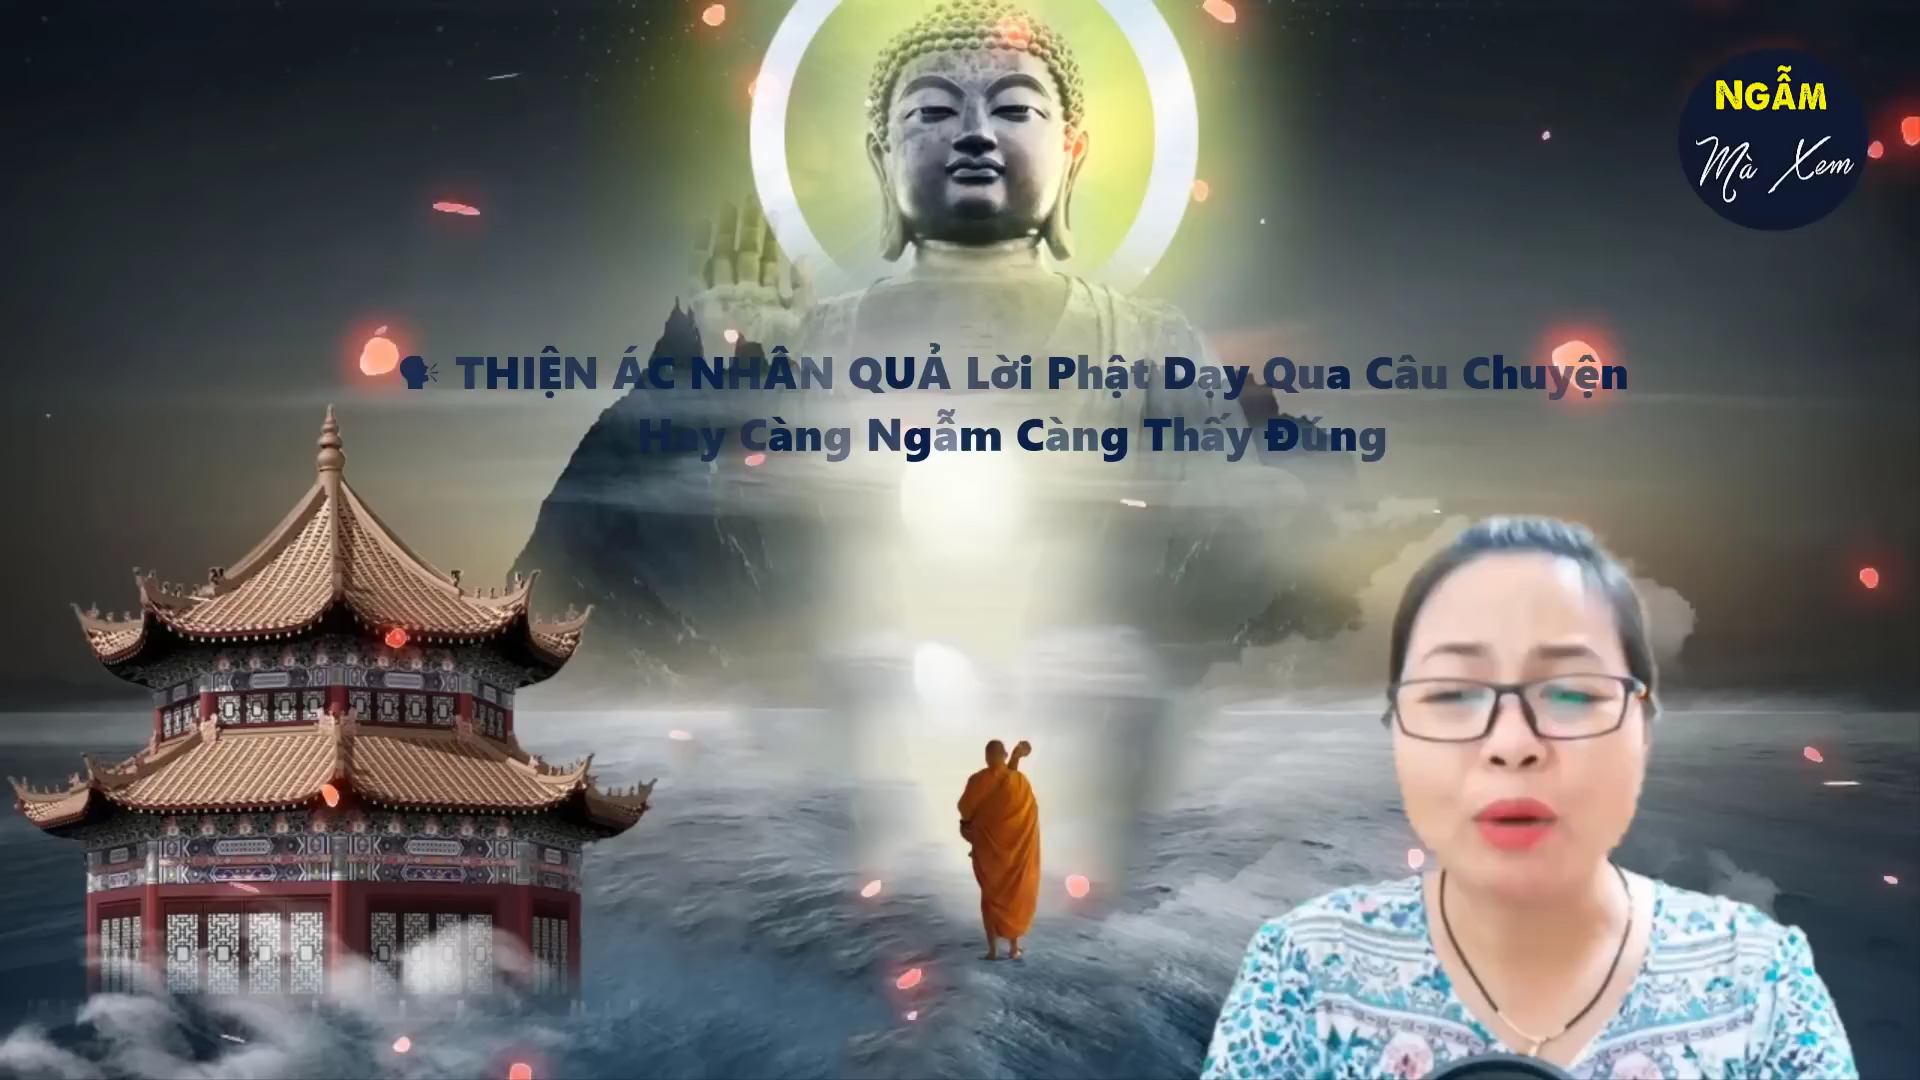 NGẪM
Mà Xem
🗣 THIỆN ÁC NHÂN QUẢ Lời Phật Dạy Qua Câu Chuyện
Hay Càng Ngẫm Càng Thấy Đúng